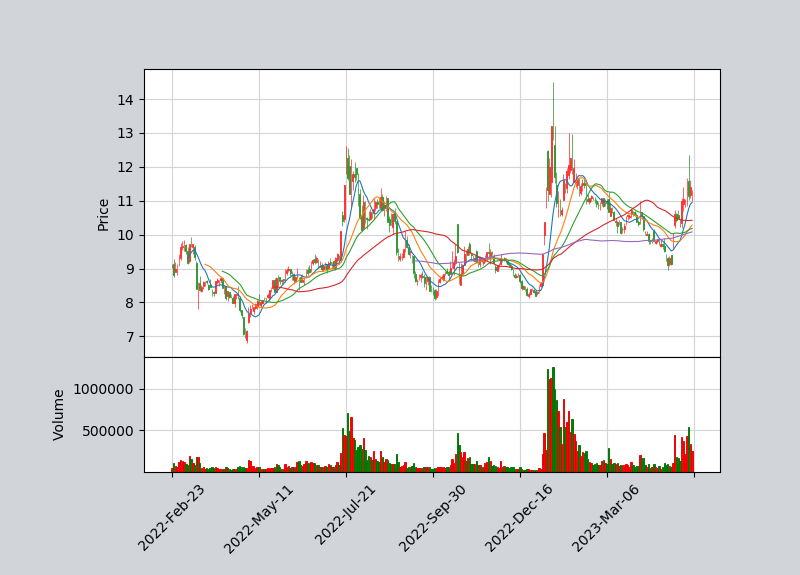 14
13
12
11
10
9
8
7
Price
1000000
500000
Volume
2022-Feb-23
2022-May-11
2022-Jul-21
2022-Sep-30
2022-Dec-16
2023-Mar-06